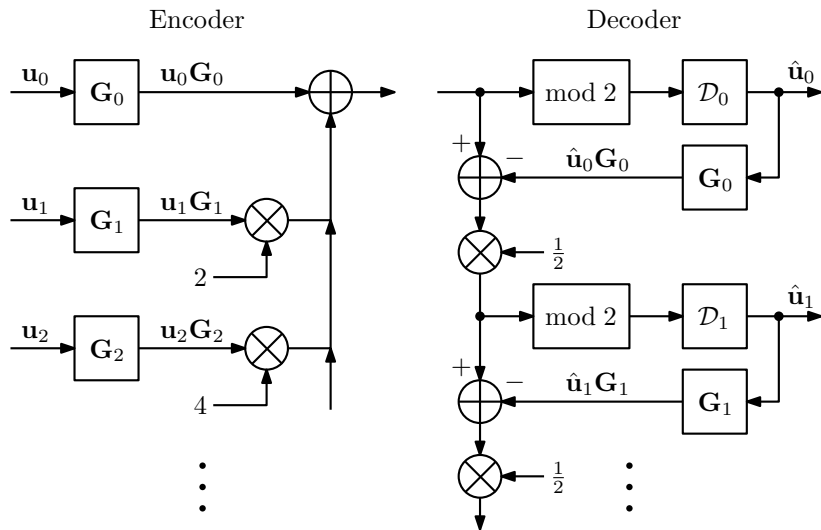 Encoder
u₀
G₀
u₀G₀
u₁
G₁
u₁G₁
2
u₂
G₂
u₂G₂
4
⋮
Decoder
mod 2
𝒟₀
û₀
+
−
û₀G₀
G₀
½
mod 2
𝒟₁
û₁
+
−
û₁G₁
G₁
½
⋮